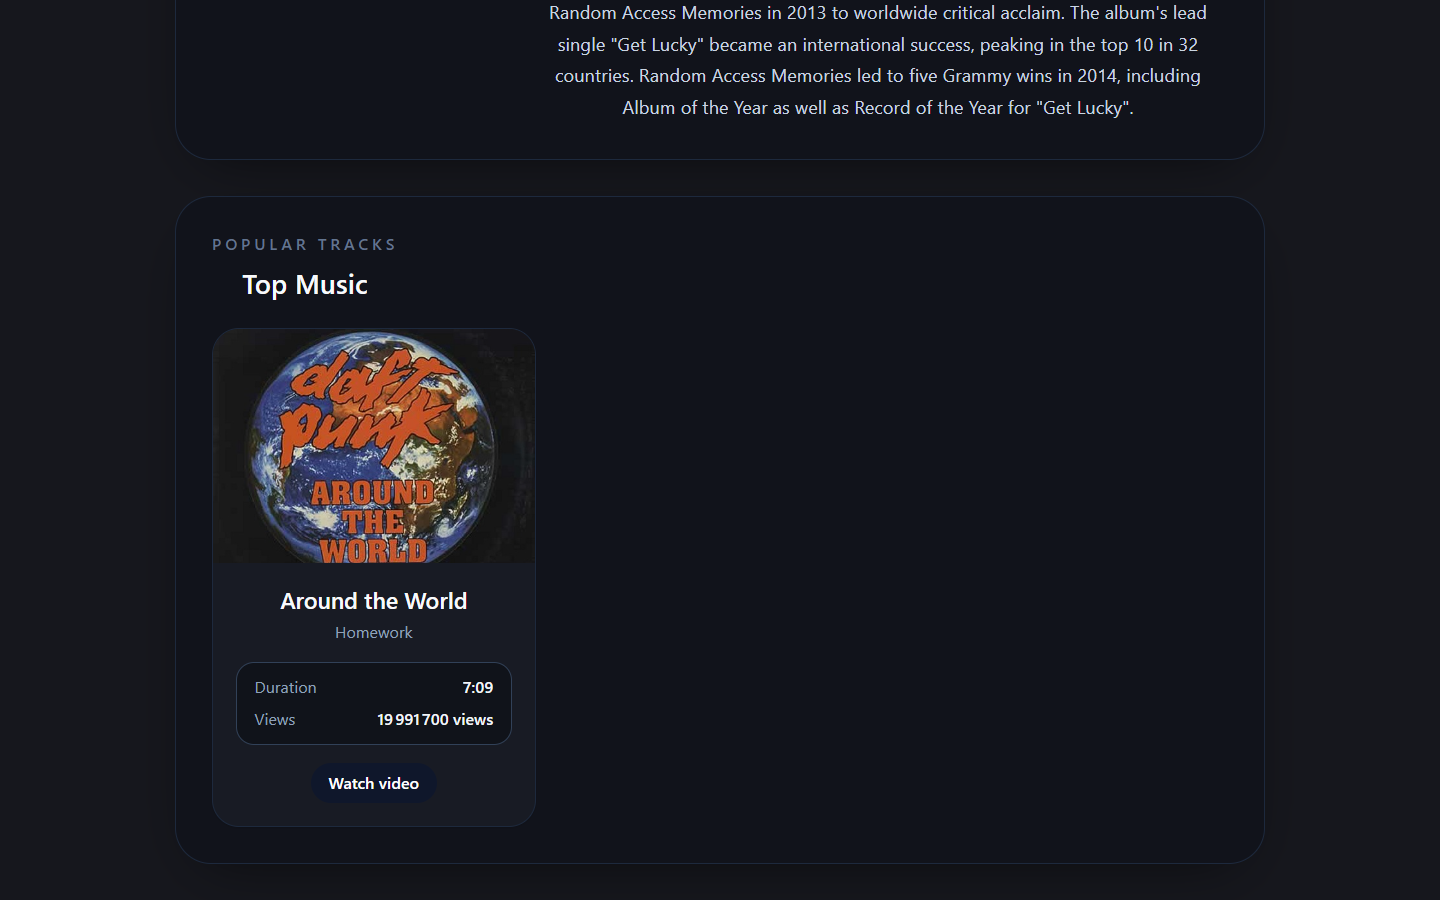 Random Access Memories in 2013 to worldwide critical acclaim. The album's lead
single "Get Lucky" became an international success, peaking in the top 10 in 32
countries. Random Access Memories led to five Grammy wins in 2014, including
Album of the Year as well as Record of the Year for "Get Lucky".
POPULAR TRACKS
Top Music
daft
punk
AROUND
THE
WORLD
Around the World
Homework
Duration 7:09
Views 19 991 700 views
Watch video